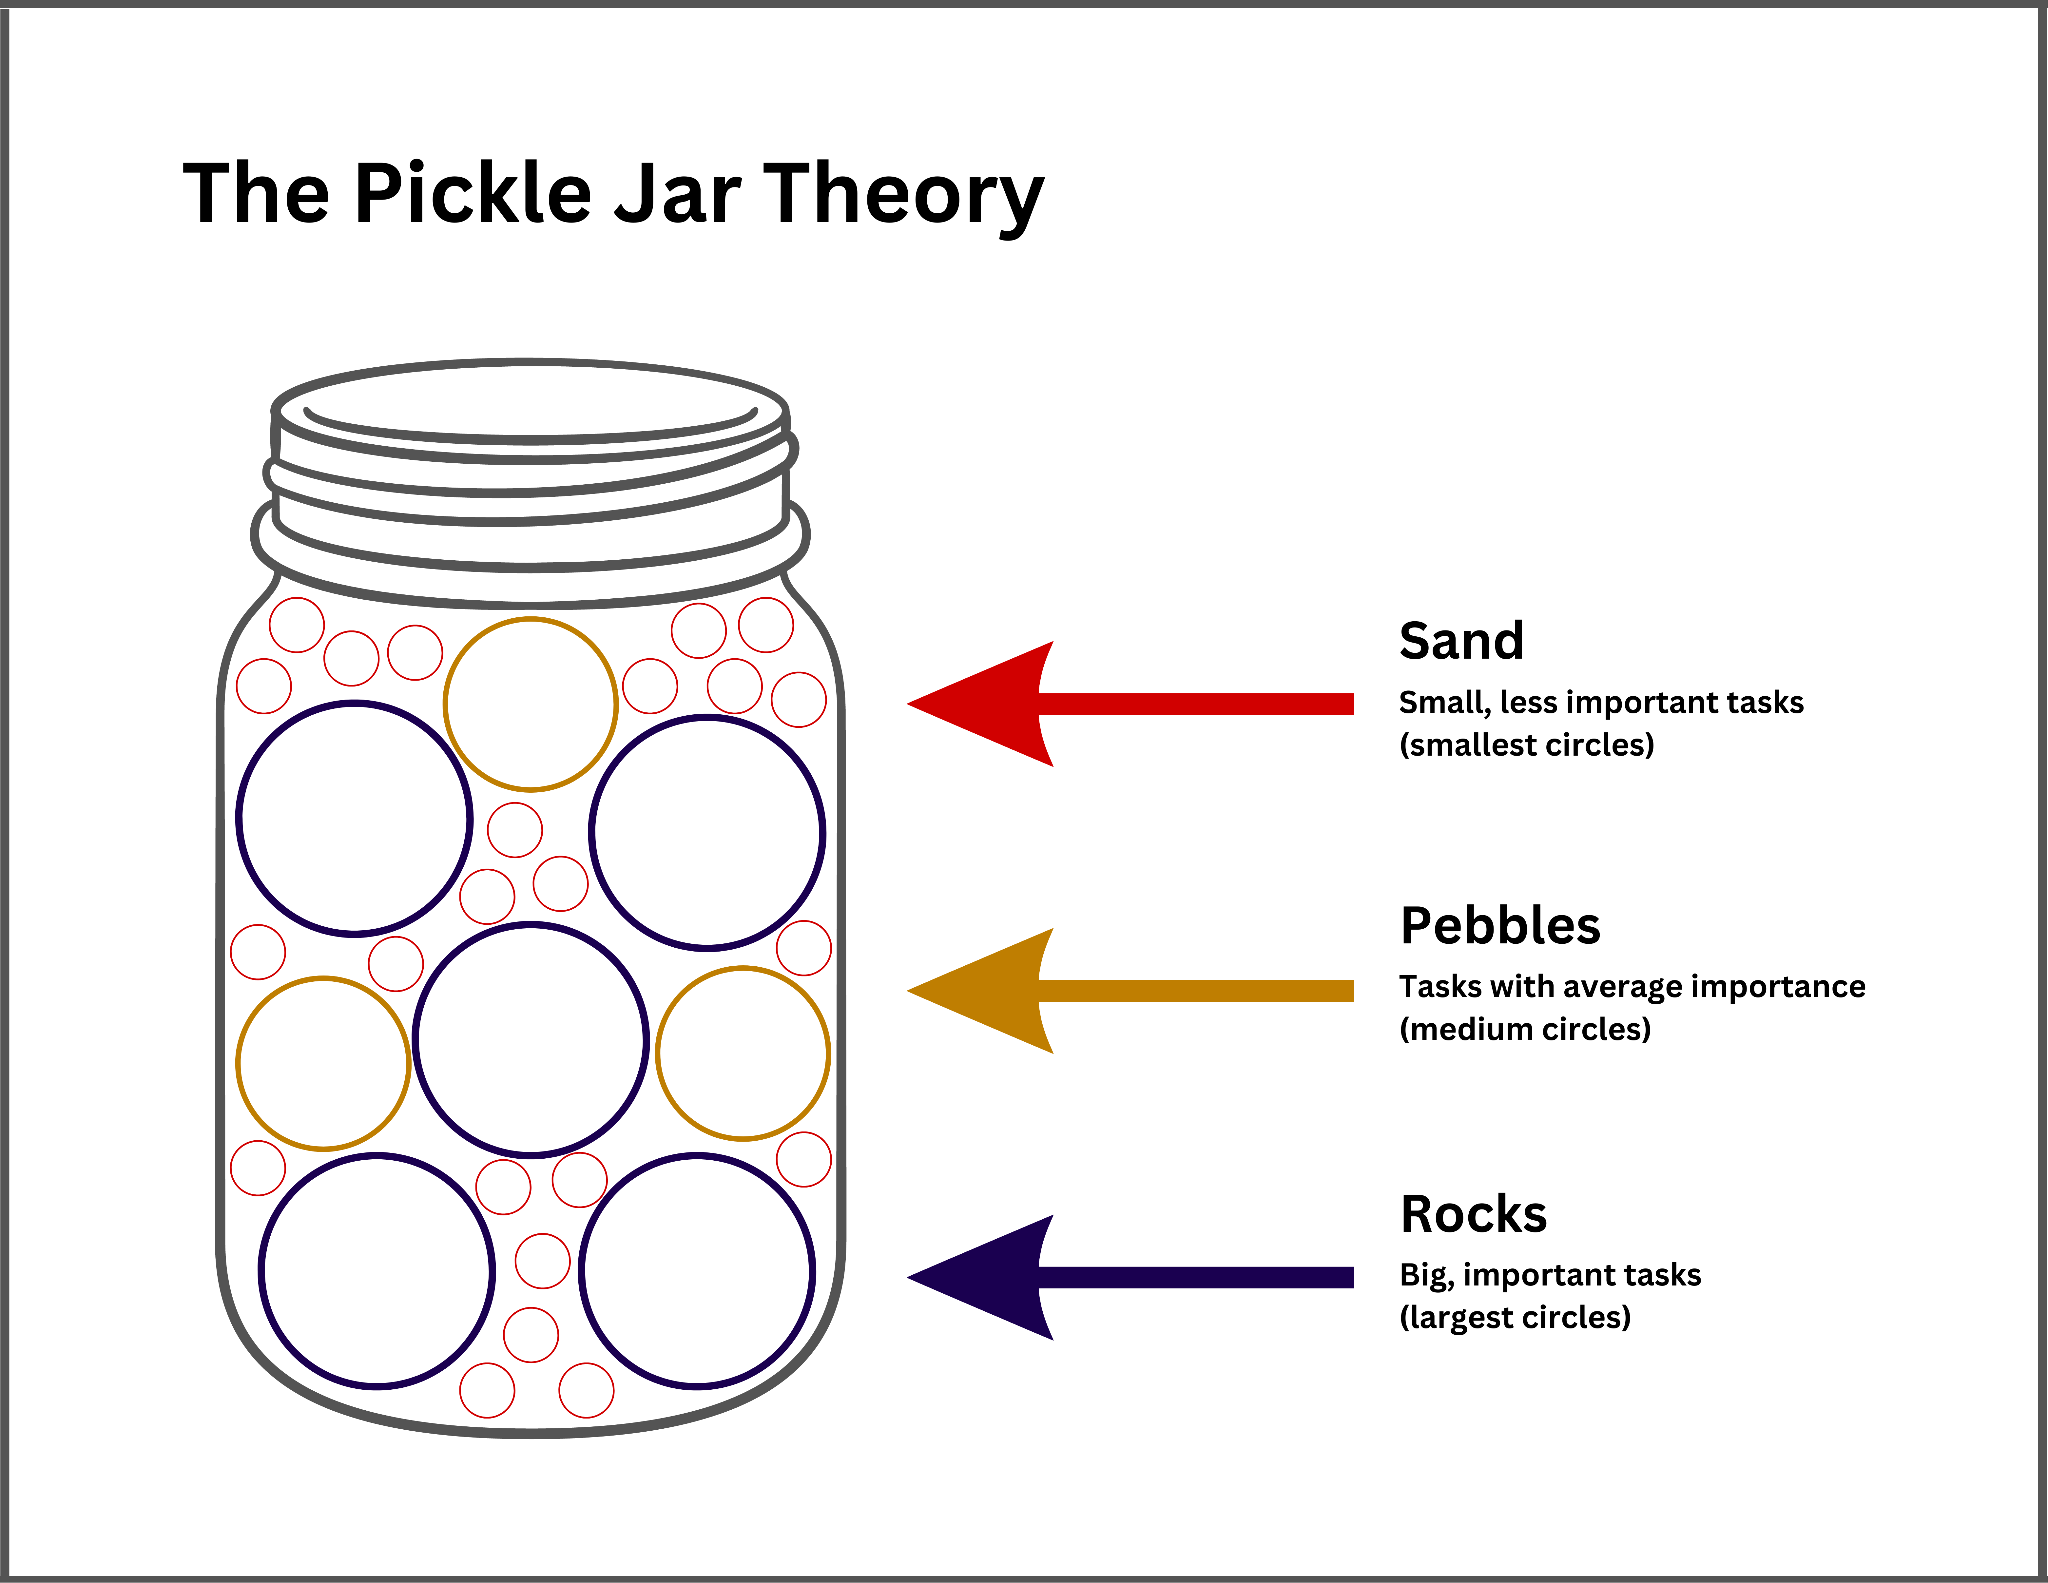 The Pickle Jar Theory
Sand
Small, less important tasks
(smallest circles)
Pebbles
Tasks with average importance
(medium circles)
Rocks
Big, important tasks
(largest circles)